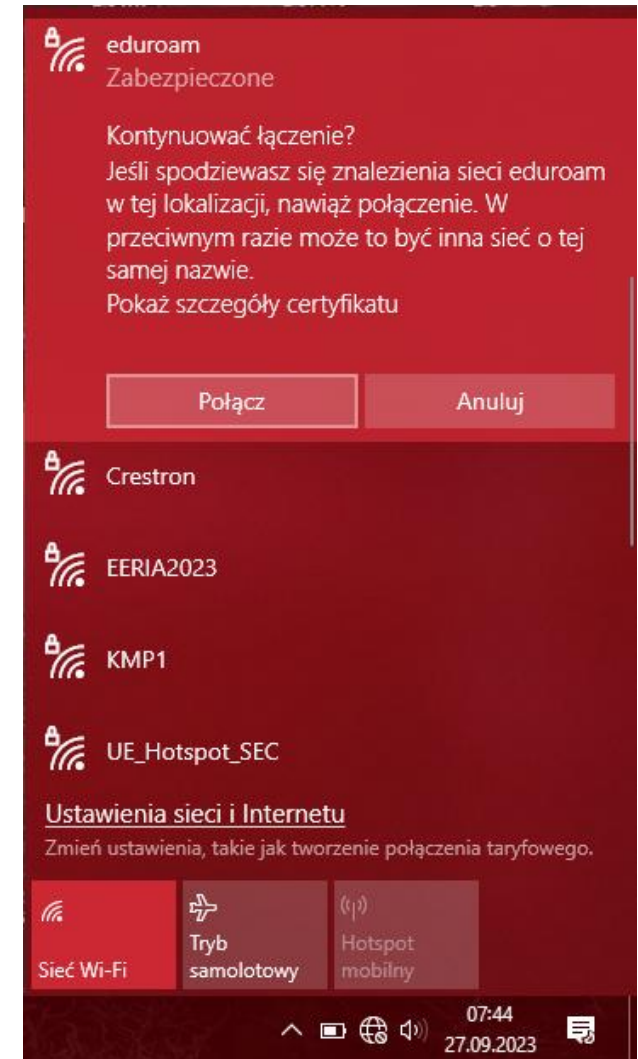 eduroam
Zabezpieczone
Kontynuować łączenie?
Jeśli spodziewasz się znalezienia sieci eduroam
w tej lokalizacji, nawiąż połączenie. W
przeciwnym razie może to być inna sieć o tej
samej nazwie.
Pokaż szczegóły certyfikatu
Połącz Anuluj
Crestron
EERIA2023
KMP1
UE_Hotspot_SEC
Ustawienia sieci i Internetu
Zmień ustawienia, takie jak tworzenie połączenia taryfowego.
Sieć Wi-Fi
Tryb
samolotowy
Hotspot
mobilny
07:44
27.09.2023